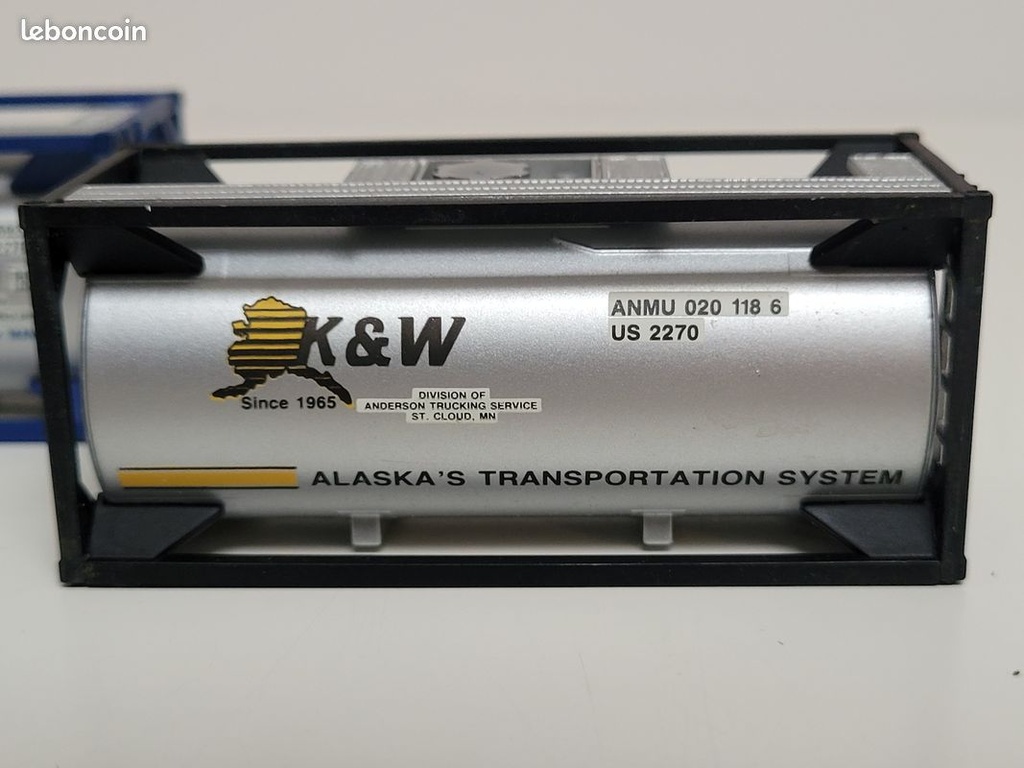 leboncoin
K&W
Since 1965
DIVISION OF
ANDERSON TRUCKING SERVICE
ST. CLOUD, MN
ANMU 020 118 6
US 2270
ALASKA'S TRANSPORTATION SYSTEM